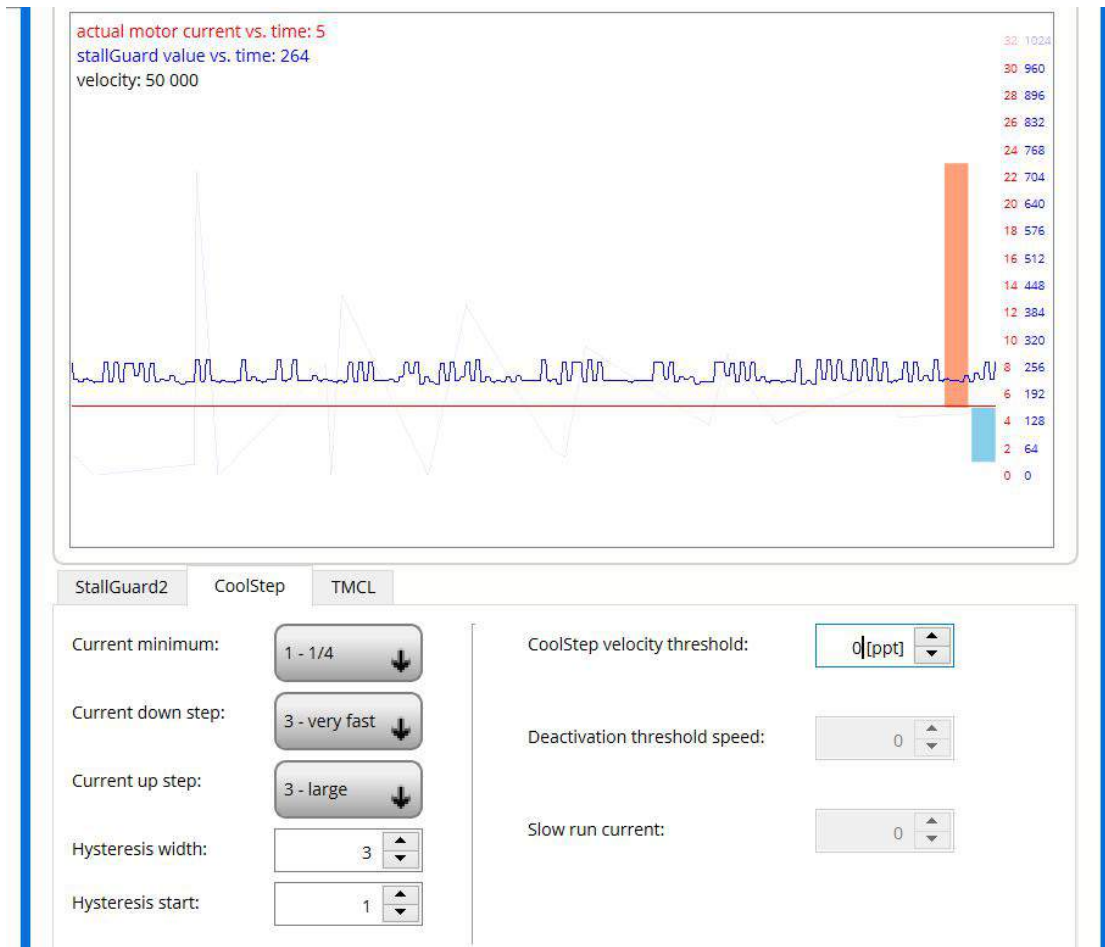 actual motor current vs. time: 5
stallGuard value vs. time: 264
velocity: 50 000
32 1024
30 960
28 896
26 832
24 768
22 704
20 640
18 576
16 512
14 448
12 384
10 320
8 256
6 192
4 128
2 64
0 0
StallGuard2 CoolStep TMCL
Current minimum: 1 - 1/4 CoolStep velocity threshold: 0 [ppt]
Current down step: 3 - very fast Deactivation threshold speed: 0
Current up step: 3 - large
Slow run current: 0
Hysteresis width: 3
Hysteresis start: 1